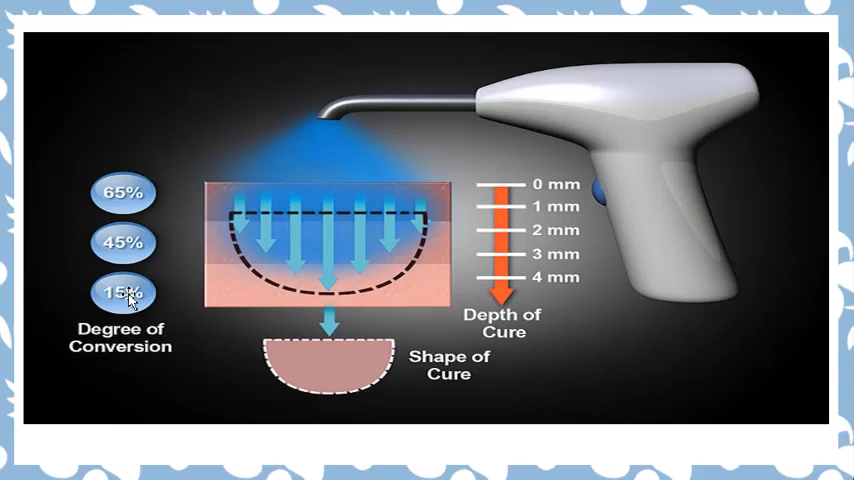 65%
45%
15%
Degree of
Conversion
0 mm
1 mm
2 mm
3 mm
4 mm
Depth of
Cure
Shape of
Cure